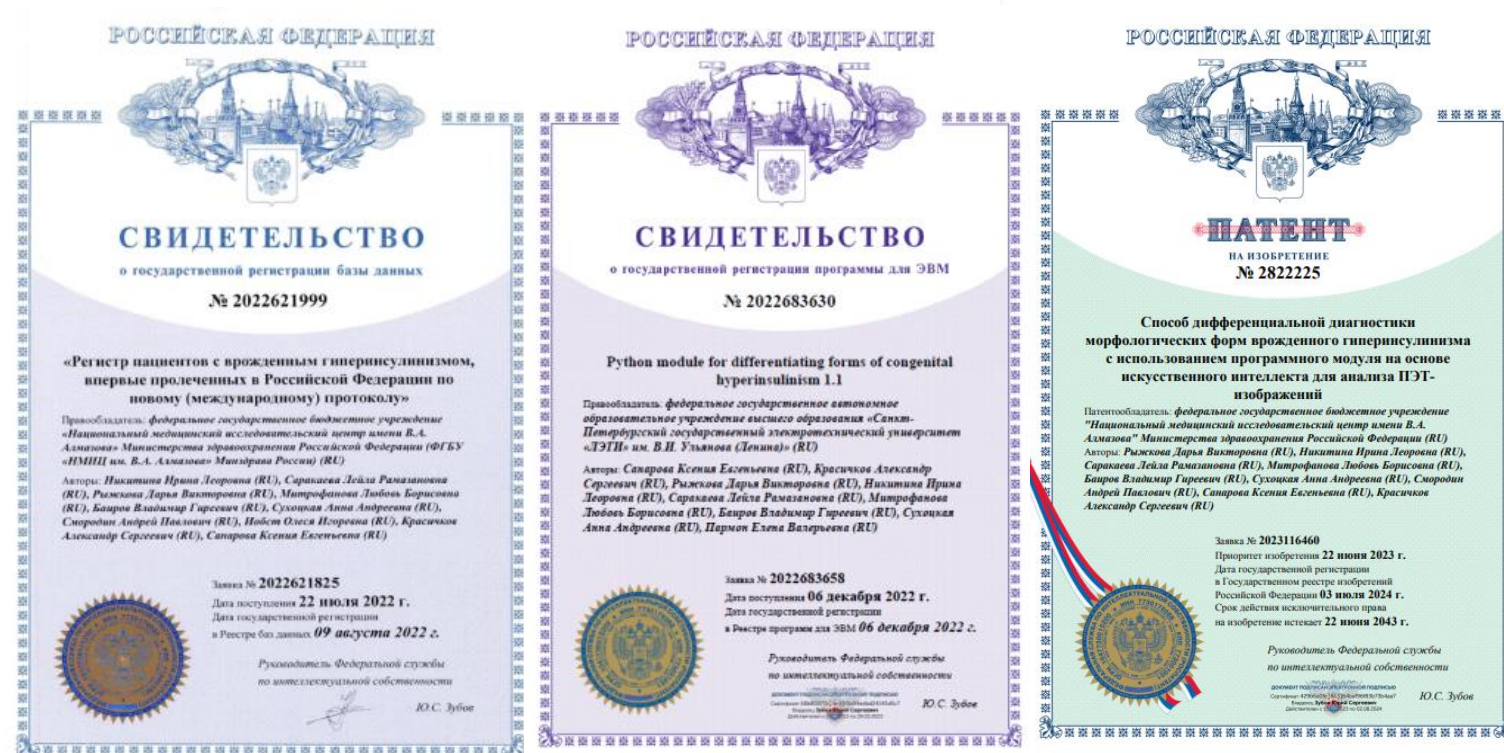 РОССИЙСКАЯ ФЕДЕРАЦИЯ
СВИДЕТЕЛЬСТВО
о государственной регистрации базы данных
№ 2022621999
«Регистр пациентов с врожденным гиперинсулинизмом,
впервые пролеченных в Российской Федерации по
новому (международному) протоколу»
Правообладатель: федеральное государственное бюджетное учреждение
«Национальный медицинский исследовательский центр имени В.А.
Алмазова» Министерства здравоохранения Российской Федерации (ФГБУ
«НМИЦ им. В.А. Алмазова» Минздрава России) (RU)
Авторы: Никитина Ирина Леоровна (RU), Саракаева Лейла Рамазановна
(RU), Рыжкова Дарья Викторовна (RU), Митрофанова Любовь Борисовна
(RU), Баиров Владимир Гиреевич (RU), Сухоцкая Анна Андреевна (RU),
Смородин Андрей Павлович (RU), Иобст Олеся Игоревна (RU), Красичков
Александр Сергеевич (RU), Сапарова Ксения Евгеньевна (RU)
Заявка № 2022621825
Дата поступления 22 июля 2022 г.
Дата государственной регистрации
в Реестре баз данных 09 августа 2022 г.
Руководитель Федеральной службы
по интеллектуальной собственности
Ю.С. Зубов
РОССИЙСКАЯ ФЕДЕРАЦИЯ
СВИДЕТЕЛЬСТВО
о государственной регистрации программы для ЭВМ
№ 2022683630
Python module for differentiating forms of congenital
hyperinsulinism 1.1
Правообладатель: федеральное государственное автономное
образовательное учреждение высшего образования «Санкт-
Петербургский государственный электротехнический университет
«ЛЭТИ» им. В.И. Ульянова (Ленина)» (RU)
Авторы: Сапарова Ксения Евгеньевна (RU), Красичков Александр
Сергеевич (RU), Рыжкова Дарья Викторовна (RU), Никитина Ирина
Леоровна (RU), Саракаева Лейла Рамазановна (RU), Митрофанова
Любовь Борисовна (RU), Баиров Владимир Гиреевич (RU), Сухоцкая
Анна Андреевна (RU), Пармон Елена Валерьевна (RU)
Заявка № 2022683658
Дата поступления 06 декабря 2022 г.
Дата государственной регистрации
в Реестре программ для ЭВМ 06 декабря 2022 г.
Руководитель Федеральной службы
по интеллектуальной собственности
ДОКУМЕНТ ПОДПИСАН ЭЛЕКТРОННОЙ ПОДПИСЬЮ
Ю.С. Зубов
РОССИЙСКАЯ ФЕДЕРАЦИЯ
ПАТЕНТ
НА ИЗОБРЕТЕНИЕ
№ 2822225
Способ дифференциальной диагностики
морфологических форм врожденного гиперинсулинизма
с использованием программного модуля на основе
искусственного интеллекта для анализа ПЭТ-
изображений
Патентообладатель: федеральное государственное бюджетное учреждение
"Национальный медицинский исследовательский центр имени В.А.
Алмазова" Министерства здравоохранения Российской Федерации (RU)
Авторы: Рыжкова Дарья Викторовна (RU), Никитина Ирина Леоровна (RU),
Саракаева Лейла Рамазановна (RU), Митрофанова Любовь Борисовна (RU),
Баиров Владимир Гиреевич (RU), Сухоцкая Анна Андреевна (RU), Смородин
Андрей Павлович (RU), Сапарова Ксения Евгеньевна (RU), Красичков
Александр Сергеевич (RU)
Заявка № 2023116460
Приоритет изобретения 22 июня 2023 г.
Дата государственной регистрации
в Государственном реестре изобретений
Российской Федерации 03 июля 2024 г.
Срок действия исключительного права
на изобретение истекает 22 июня 2043 г.
Руководитель Федеральной службы
по интеллектуальной собственности
ДОКУМЕНТ ПОДПИСАН ЭЛЕКТРОННОЙ ПОДПИСЬЮ
Ю.С. Зубов